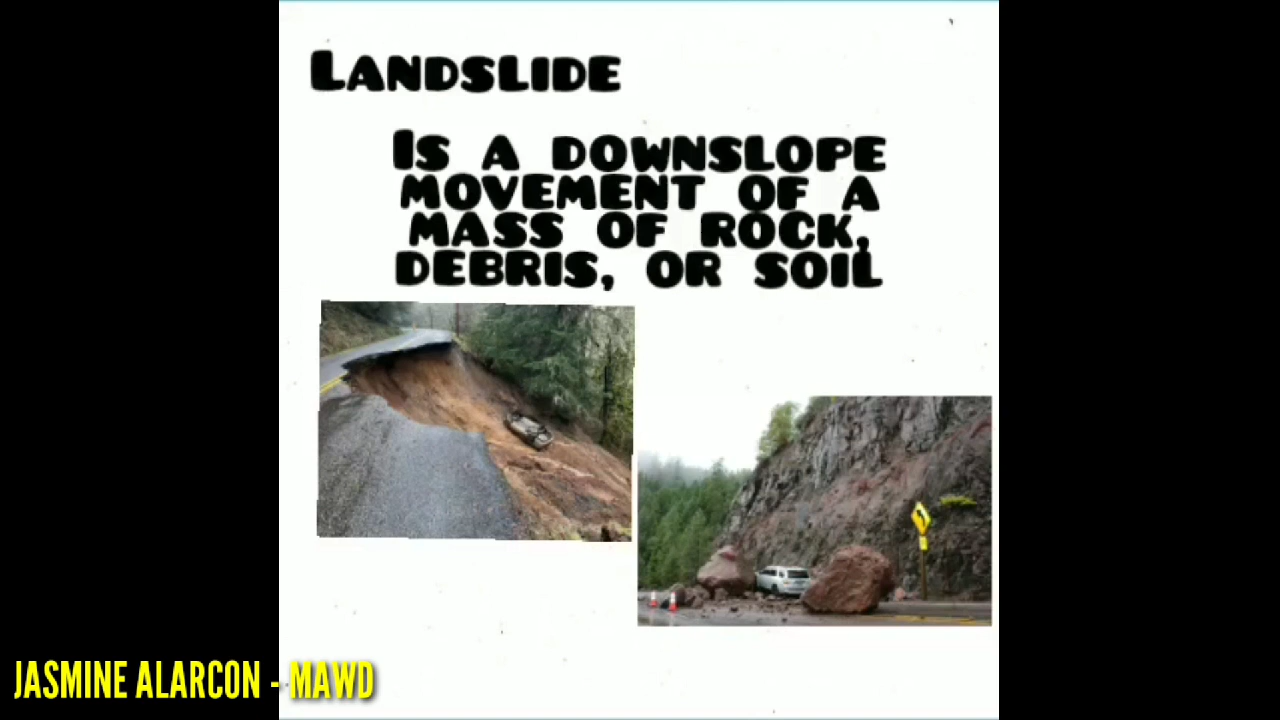 LANDSLIDE
IS A DOWNSLOPE
MOVEMENT OF A
MASS OF ROCK,
DEBRIS, OR SOIL
JASMINE ALARCON - MAWD